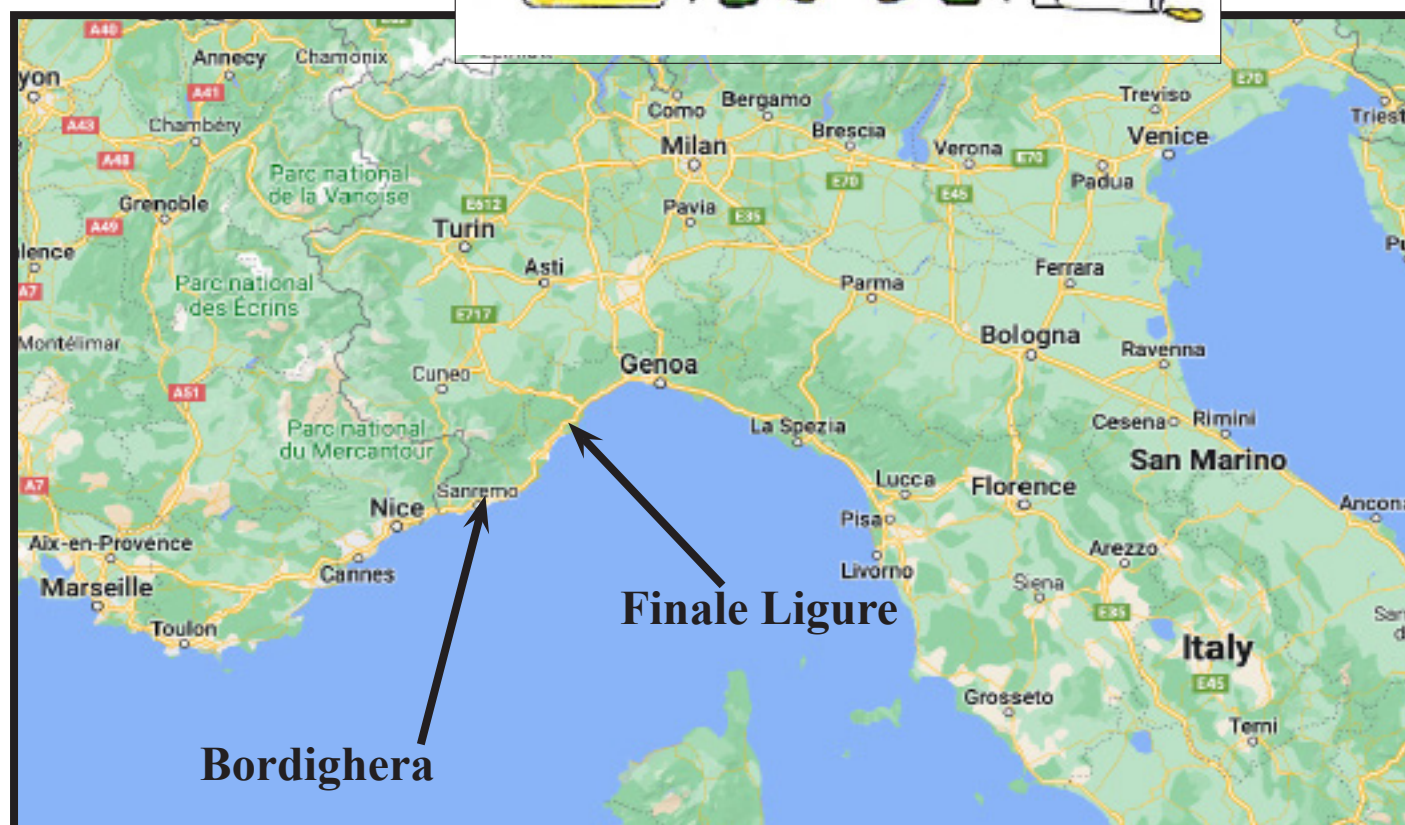 A40
E70
Annecy
Chamonix
yon
A41
Treviso
Como
Bergamo
Triest
A43
Chambéry
Brescia
Venice
Milan
Verona
E70
A48
Parc national
de la Vanoise
E70
Padua
E45
Grenoble
E612
Pavia
E35
A49
Turin
lence
Asti
Ferrara
Parc national
des Écrins
Parma
A7
E717
Bologna
Montélimar
Ravenna
Genoa
Cuneo
A51
Cesena
Rimini
Parc national
du Mercantour
La Spezia
San Marino
A7
Sanremo
Lucca
Florence
Nice
Ancona
Pisa
Aix-en-Provence
Arezzo
Cannes
Livorno
Siena
Marseille
Finale Ligure
E35
Toulon
Italy
E45
Grosseto
Terni
Bordighera